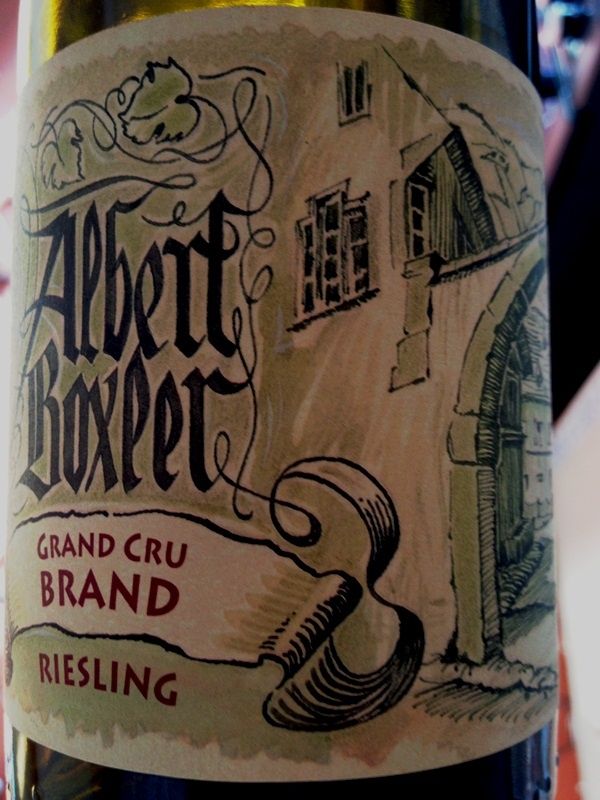 Albert
Boxler
GRAND CRU
BRAND
RIESLING